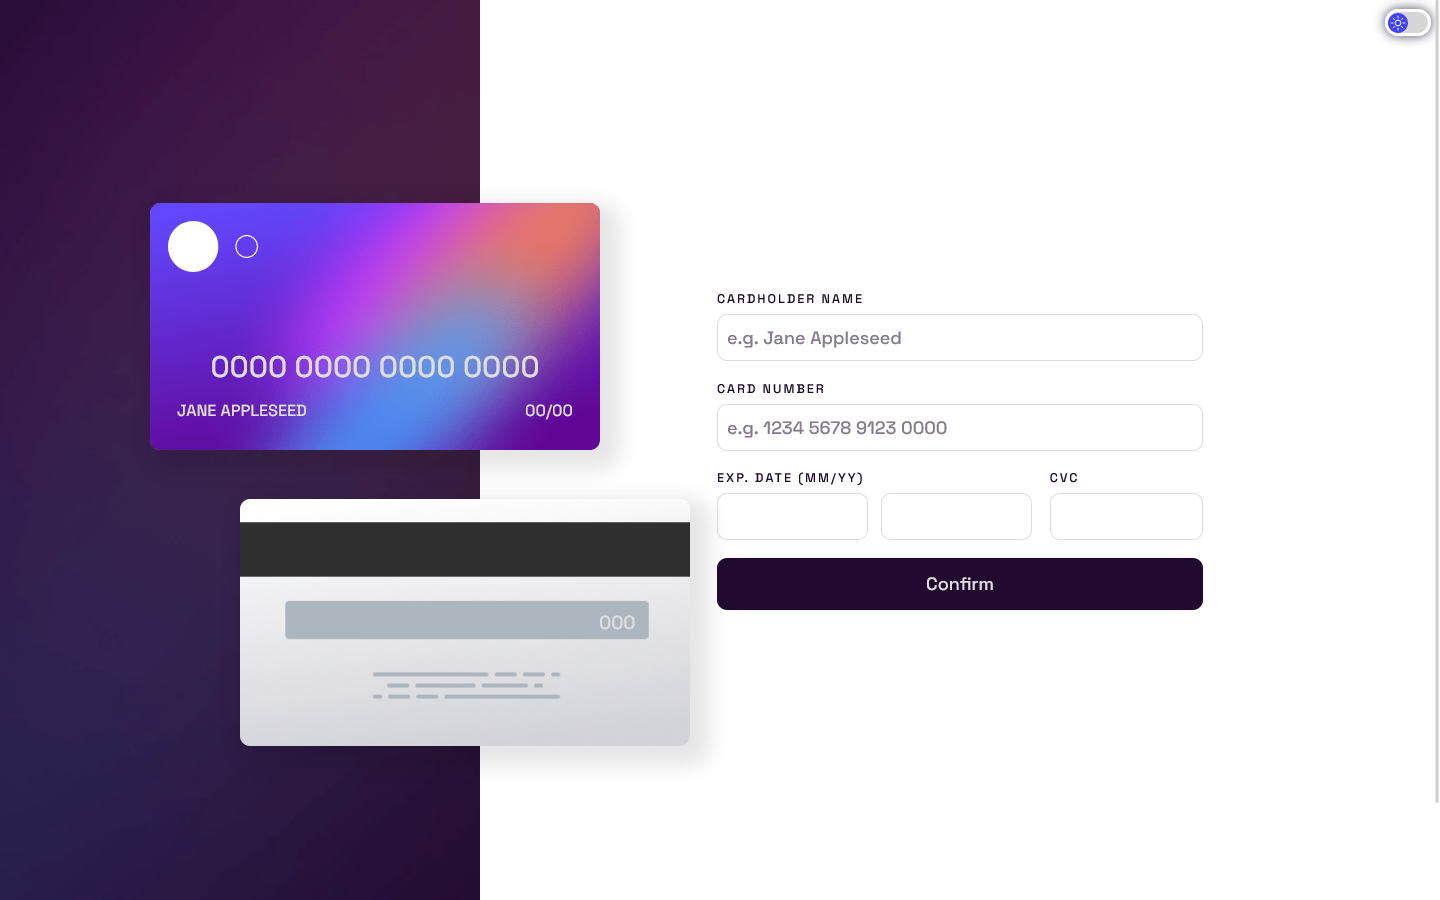 0000 0000 0000 0000
JANE APPLESEED 00/00
000
CARDHOLDER NAME
e.g. Jane Appleseed
CARD NUMBER
e.g. 1234 5678 9123 0000
EXP. DATE (MM/YY) CVC
Confirm